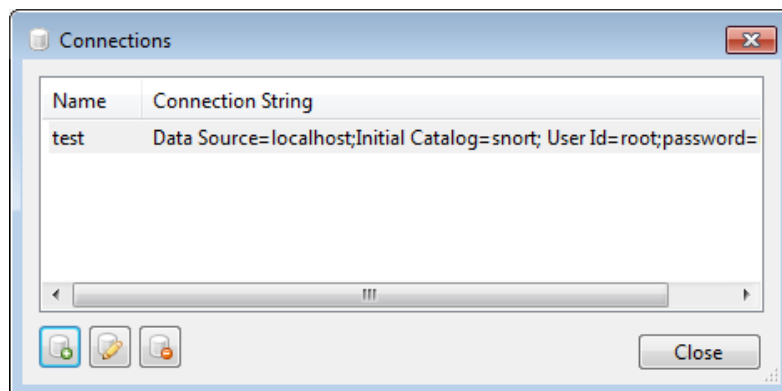 Connections
Name Connection String
test Data Source=localhost;Initial Catalog=snort; User Id=root;password=
Close